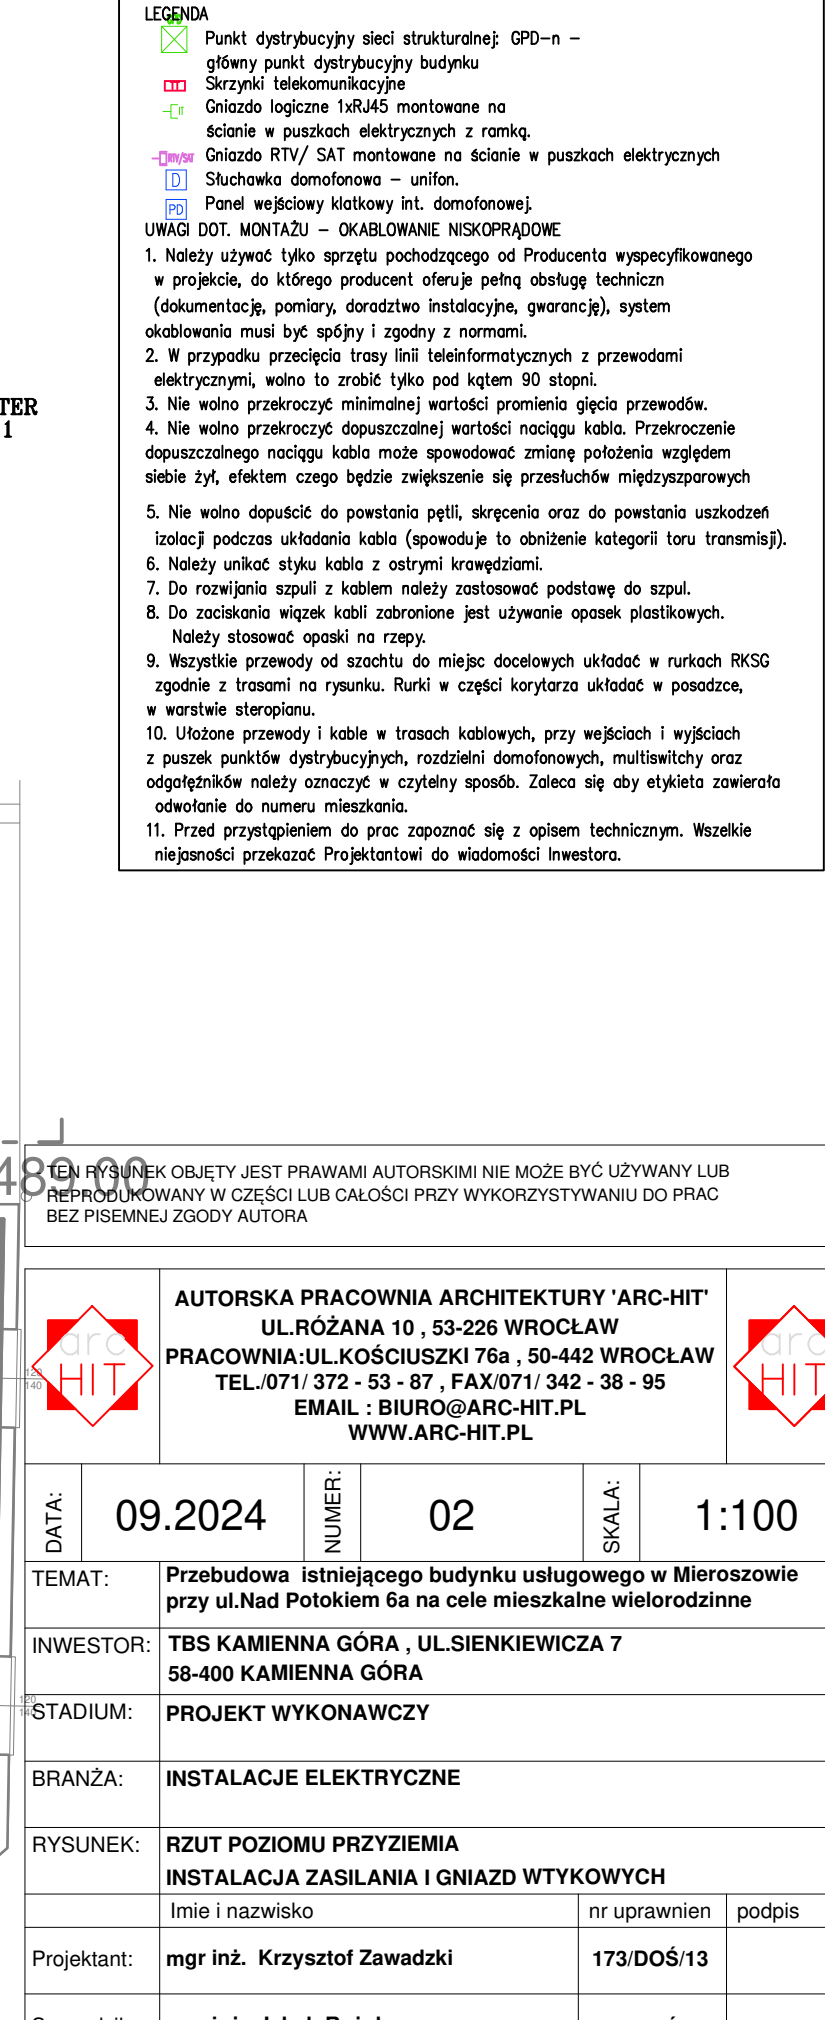 LEGENDA
Punkt dystrybucyjny sieci strukturalnej: GPD-n –
główny punkt dystrybucyjny budynku
Skrzynki telekomunikacyjne
IT Gniazdo logiczne 1xRJ45 montowane na
ścianie w puszkach elektrycznych z ramką.
RTV/SAT Gniazdo RTV/ SAT montowane na ścianie w puszkach elektrycznych
D Słuchawka domofonowa – unifon.
PD Panel wejściowy klatkowy int. domofonowej.
UWAGI DOT. MONTAŻU – OKABLOWANIE NISKOPRĄDOWE
1. Należy używać tylko sprzętu pochodzącego od Producenta wyspecyfikowanego
w projekcie, do którego producent oferuje pełną obsługę techniczn
(dokumentację, pomiary, doradztwo instalacyjne, gwarancję), system
okablowania musi być spójny i zgodny z normami.
2. W przypadku przecięcia trasy linii teleinformatycznych z przewodami
elektrycznymi, wolno to zrobić tylko pod kątem 90 stopni.
TER
1
3. Nie wolno przekroczyć minimalnej wartości promienia gięcia przewodów.
4. Nie wolno przekroczyć dopuszczalnej wartości naciągu kabla. Przekroczenie
dopuszczalnego naciągu kabla może spowodować zmianę położenia względem
siebie żył, efektem czego będzie zwiększenie się przesłuchów międzyszparowych
5. Nie wolno dopuścić do powstania pętli, skręcenia oraz do powstania uszkodzeń
izolacji podczas układania kabla (spowoduje to obniżenie kategorii toru transmisji).
6. Należy unikać styku kabla z ostrymi krawędziami.
7. Do rozwijania szpuli z kablem należy zastosować podstawę do szpul.
8. Do zaciskania wiązek kabli zabronione jest używanie opasek plastikowych.
Należy stosować opaski na rzepy.
9. Wszystkie przewody od szachtu do miejsc docelowych układać w rurkach RKSG
zgodnie z trasami na rysunku. Rurki w części korytarza układać w posadzce,
w warstwie steropianu.
10. Ułożone przewody i kable w trasach kablowych, przy wejściach i wyjściach
z puszek punktów dystrybucyjnych, rozdzielni domofonowych, multiswitchy oraz
odgałęźników należy oznaczyć w czytelny sposób. Zaleca się aby etykieta zawierała
odwołanie do numeru mieszkania.
11. Przed przystąpieniem do prac zapoznać się z opisem technicznym. Wszelkie
niejasności przekazać Projektantowi do wiadomości Inwestora.
489.00
TEN RYSUNEK OBJĘTY JEST PRAWAMI AUTORSKIMI NIE MOŻE BYĆ UŻYWANY LUB
REPRODUKOWANY W CZĘŚCI LUB CAŁOŚCI PRZY WYKORZYSTYWANIU DO PRAC
BEZ PISEMNEJ ZGODY AUTORA
arc
HIT
AUTORSKA PRACOWNIA ARCHITEKTURY 'ARC-HIT'
UL.RÓŻANA 10 , 53-226 WROCŁAW
PRACOWNIA:UL.KOŚCIUSZKI 76a , 50-442 WROCŁAW
TEL./071/ 372 - 53 - 87 , FAX/071/ 342 - 38 - 95
EMAIL : BIURO@ARC-HIT.PL
WWW.ARC-HIT.PL
arc
HIT
120
140
DATA: 09.2024 NUMER: 02 SKALA: 1:100
TEMAT: Przebudowa istniejącego budynku usługowego w Mieroszowie
przy ul.Nad Potokiem 6a na cele mieszkalne wielorodzinne
INWESTOR: TBS KAMIENNA GÓRA , UL.SIENKIEWICZA 7
58-400 KAMIENNA GÓRA
120
140
STADIUM: PROJEKT WYKONAWCZY
BRANŻA: INSTALACJE ELEKTRYCZNE
RYSUNEK: RZUT POZIOMU PRZYZIEMIA
INSTALACJA ZASILANIA I GNIAZD WTYKOWYCH
Imie i nazwisko nr uprawnien podpis
Projektant: mgr inż. Krzysztof Zawadzki 173/DOŚ/13